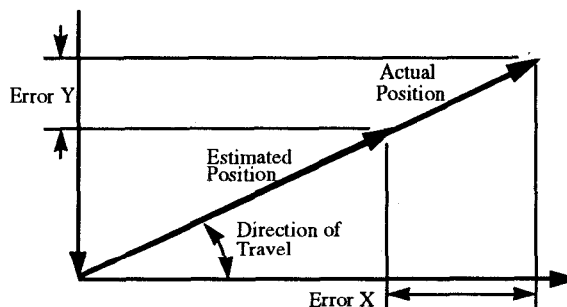 Actual
Position
Error Y
Estimated
Position
Direction of
Travel
Error X